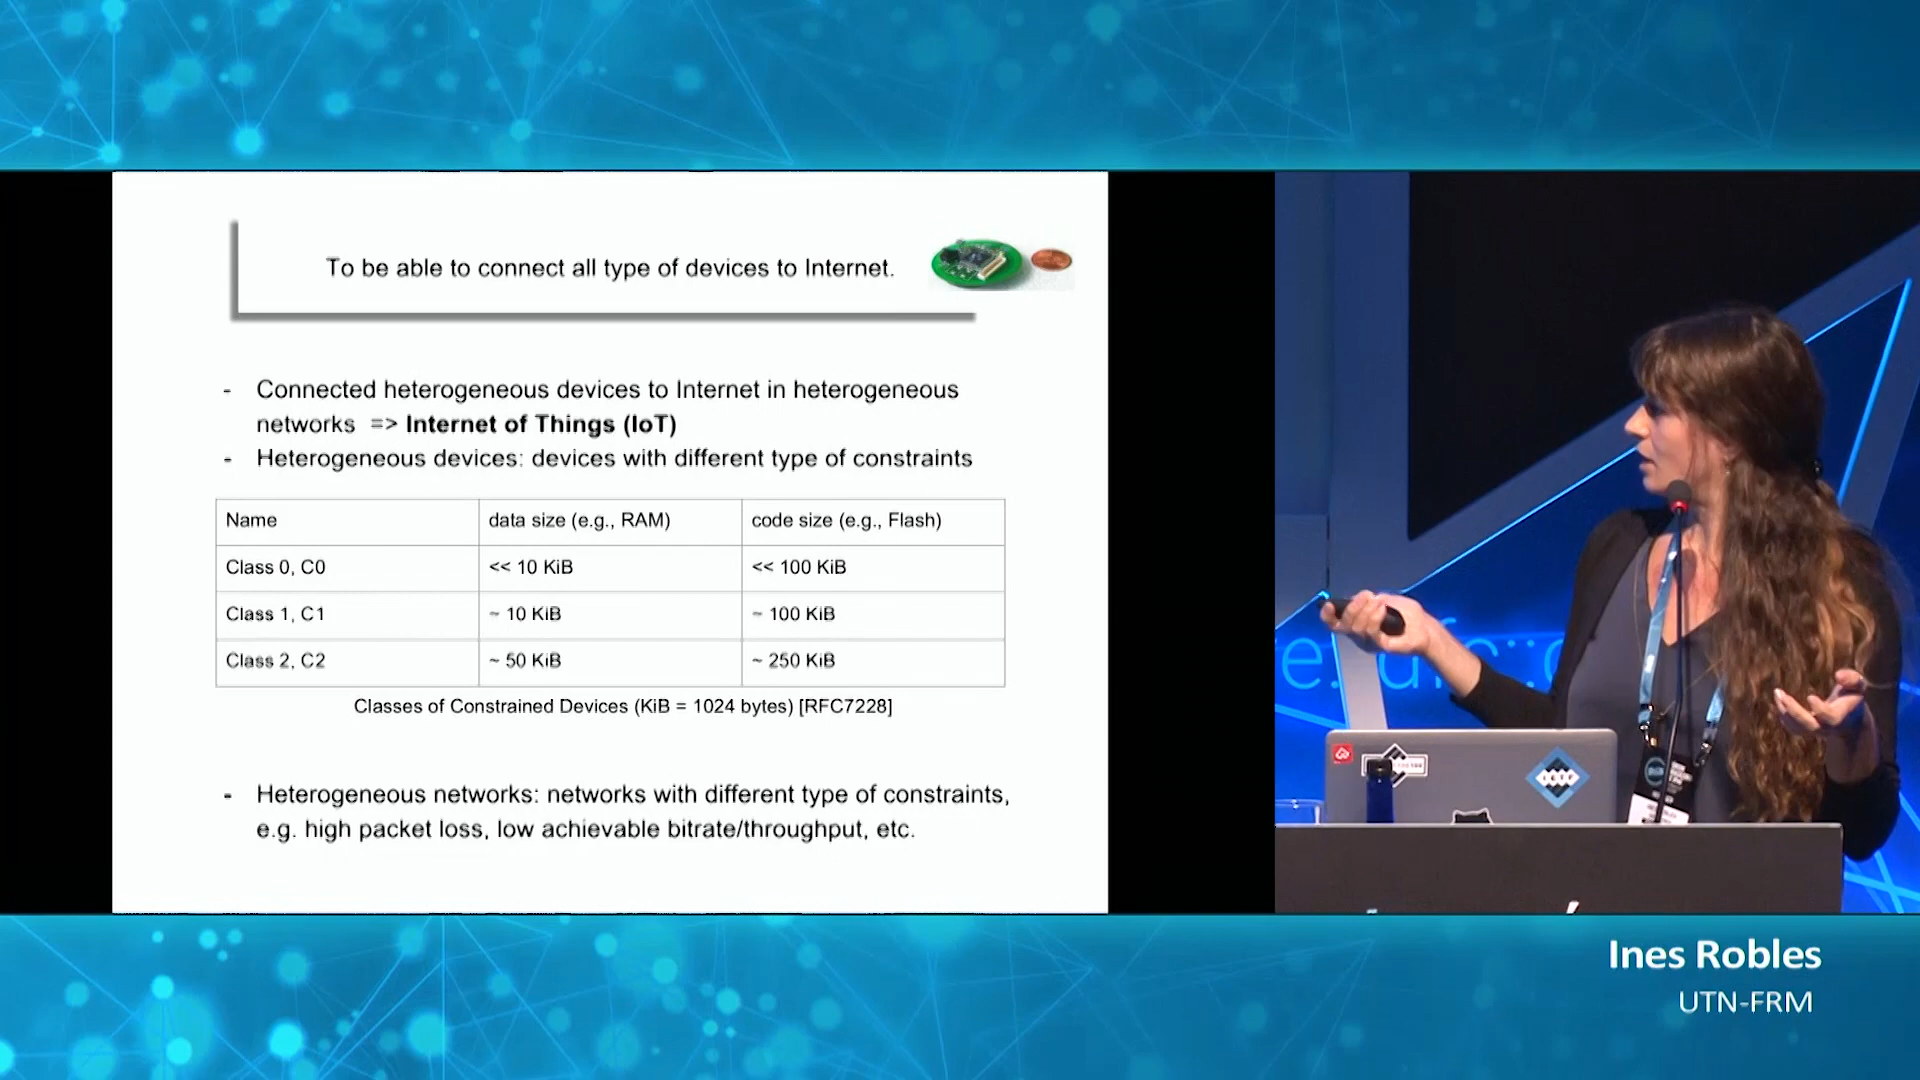 To be able to connect all type of devices to Internet.
- Connected heterogeneous devices to Internet in heterogeneous
networks => Internet of Things (IoT)
- Heterogeneous devices: devices with different type of constraints
Name data size (e.g., RAM) code size (e.g., Flash)
Class 0, C0 << 10 KiB << 100 KiB
Class 1, C1 ~ 10 KiB ~ 100 KiB
Class 2, C2 ~ 50 KiB ~ 250 KiB
Classes of Constrained Devices (KiB = 1024 bytes) [RFC7228]
- Heterogeneous networks: networks with different type of constraints,
e.g. high packet loss, low achievable bitrate/throughput, etc.
Ines Robles
UTN-FRM